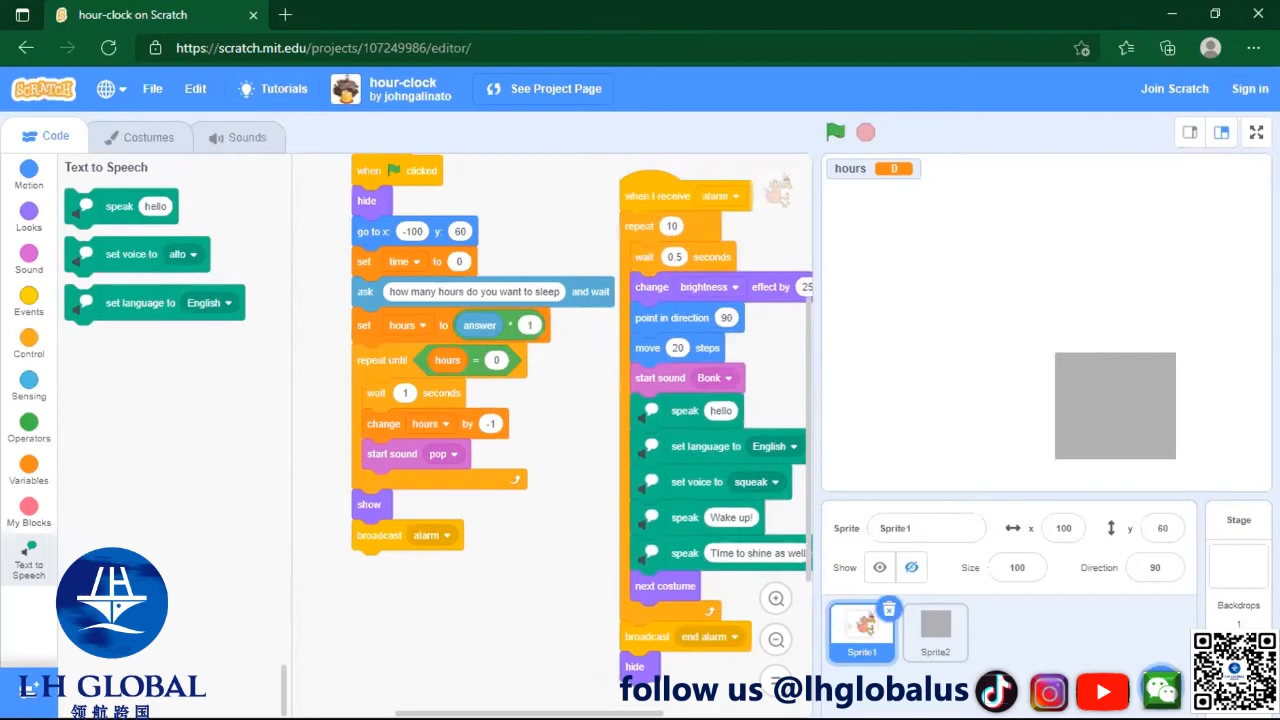 hour-clock on Scratch
https://scratch.mit.edu/projects/107249986/editor/
SCRATCH
File
Edit
Tutorials
hour-clock
by johngalinato
See Project Page
Join Scratch
Sign in
Code
Costumes
Sounds
Motion
Looks
Sound
Events
Control
Sensing
Operators
Variables
My Blocks
Text to
Speech
Text to Speech
speak hello
set voice to alto
set language to English
when clicked
hide
go to x: -100 y: 60
set time to 0
ask how many hours do you want to sleep and wait
set hours to answer * 1
repeat until hours = 0
wait 1 seconds
change hours by -1
start sound pop
show
broadcast alarm
when I receive alarm
repeat 10
wait 0.5 seconds
change brightness effect by 25
point in direction 90
move 20 steps
start sound Bonk
speak hello
set language to English
set voice to squeak
speak Wake up!
speak TIme to shine as well
next costume
broadcast end alarm
hide
hours 0
Sprite Sprite1 x 100 y 60
Show Size 100 Direction 90
Sprite1
Sprite2
Stage
Backdrops
1
LH
LH GLOBAL
领航跨国
follow us @lhglobalus